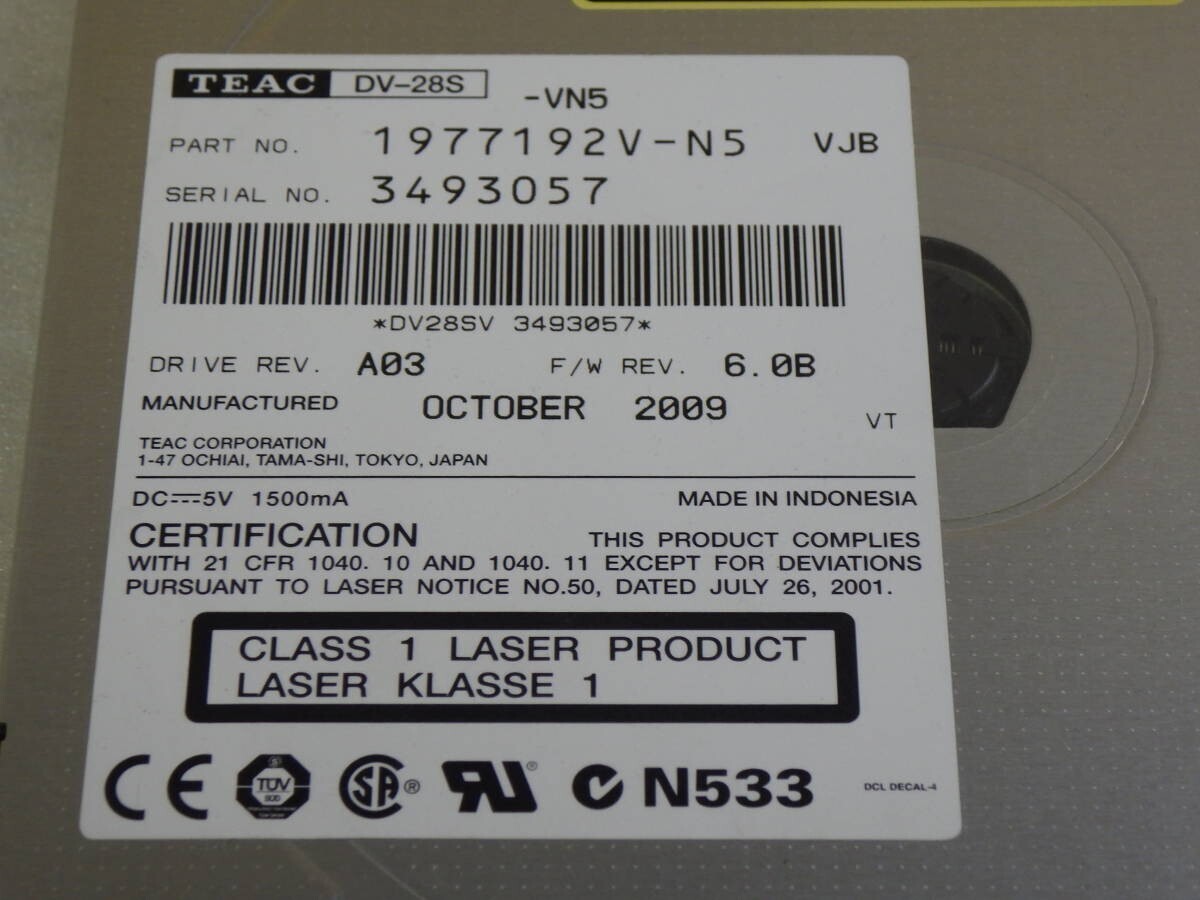 TEAC DV-28S -VN5
PART NO. 1977192V-N5 VJB
SERIAL NO. 3493057
*DV28SV 3493057*
DRIVE REV. A03 F/W REV. 6.0B
MANUFACTURED OCTOBER 2009 VT
TEAC CORPORATION
1-47 OCHIAI, TAMA-SHI, TOKYO, JAPAN
DC⎓5V 1500mA MADE IN INDONESIA
CERTIFICATION THIS PRODUCT COMPLIES
WITH 21 CFR 1040. 10 AND 1040. 11 EXCEPT FOR DEVIATIONS
PURSUANT TO LASER NOTICE NO.50, DATED JULY 26, 2001.
CLASS 1 LASER PRODUCT
LASER KLASSE 1
CE TÜV SÜD SA® RU® N533 DCL DECAL-4